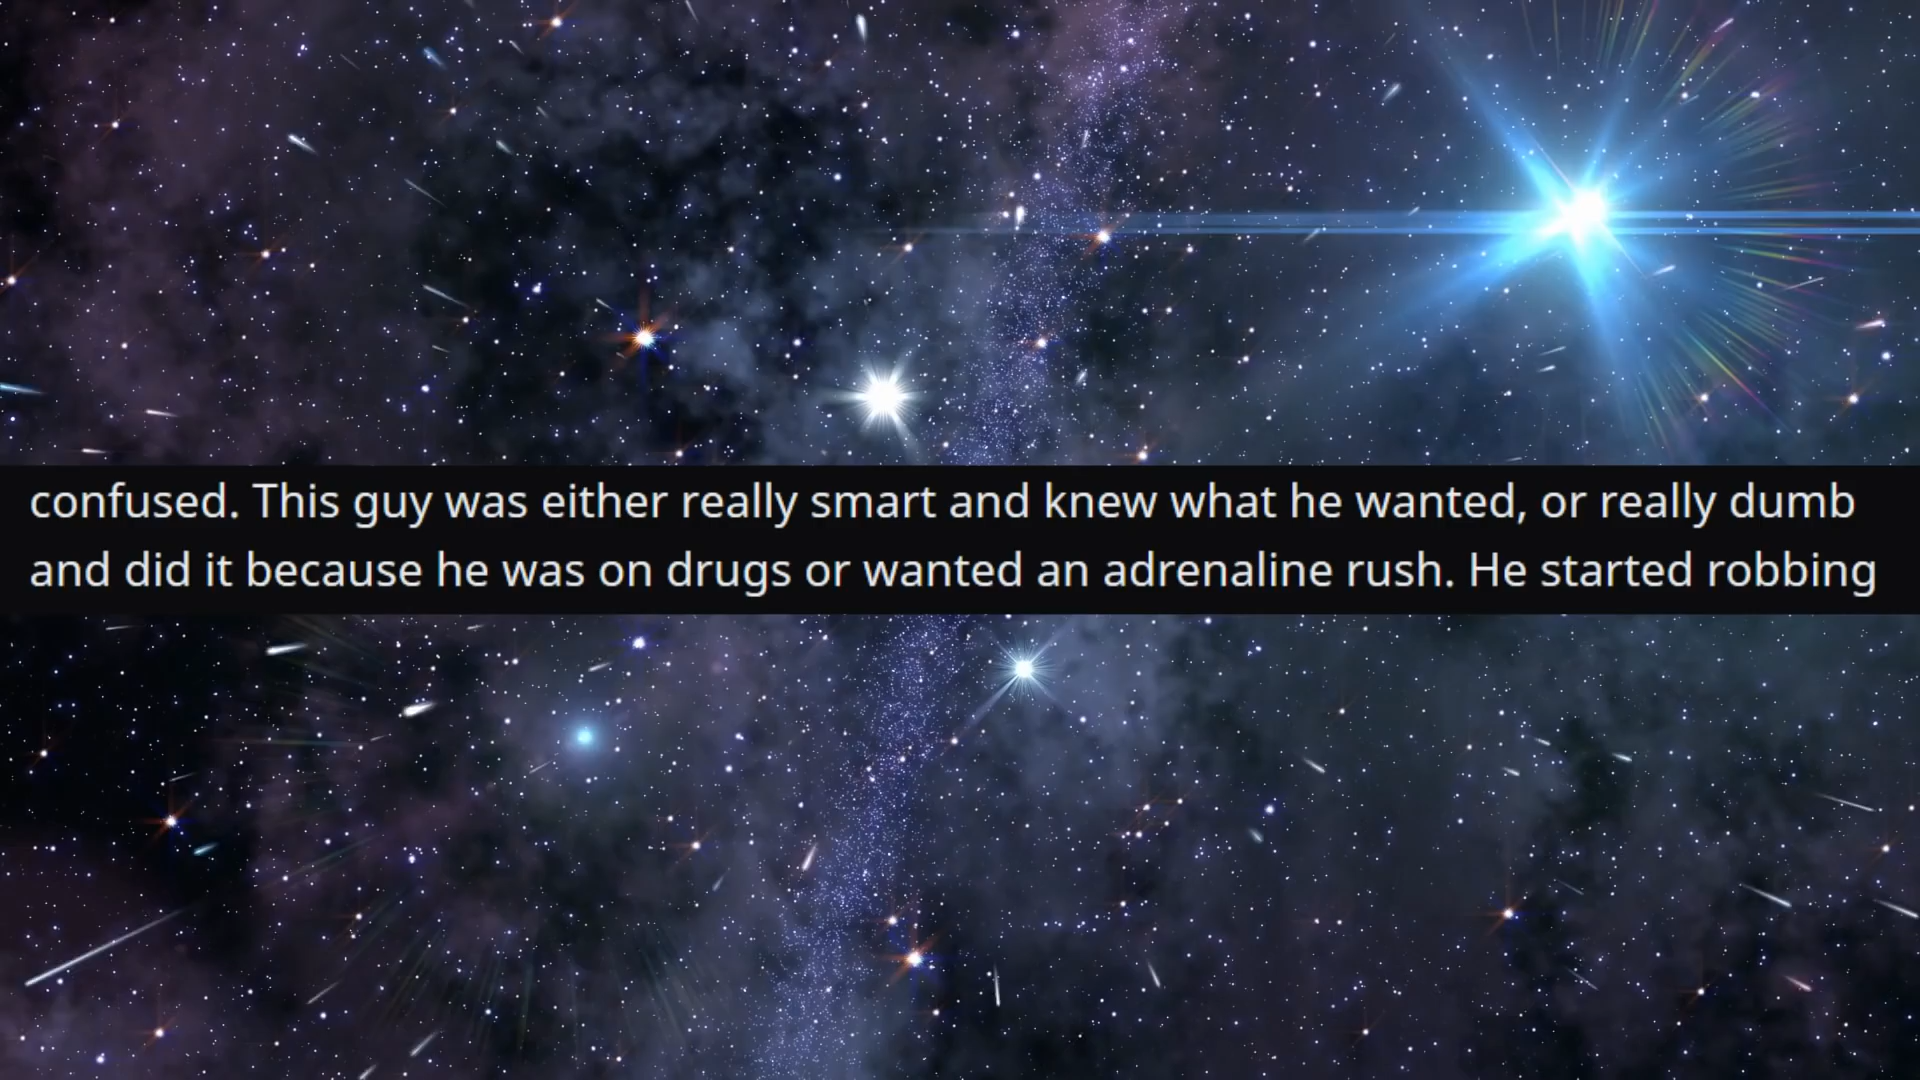 confused. This guy was either really smart and knew what he wanted, or really dumb
and did it because he was on drugs or wanted an adrenaline rush. He started robbing